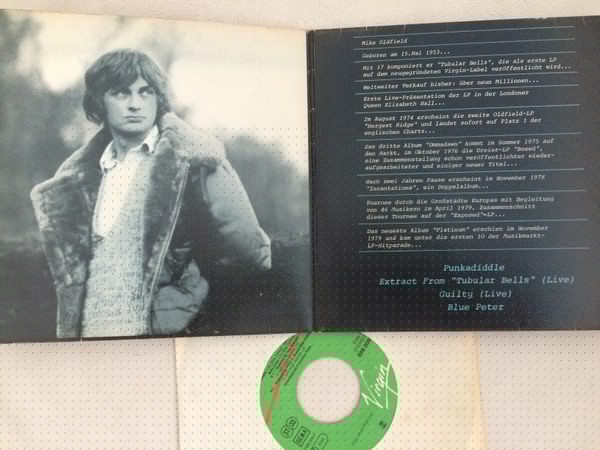 Mike Oldfield
Geboren am 15.Mai 1953...
Mit 17 komponiert er "Tubular Bells", die als erste LP
auf dem neugegründeten Virgin-Label veröffentlicht wird...
Weltweiter Verkauf bisher: über neun Millionen...
Erste Live-Präsentation der LP in der Londoner
Queen Elizabeth Hall...
Im August 1974 erscheint die zweite Oldfield-LP
"Hergest Ridge" und landet sofort auf Platz 1 der
englischen Charts...
Das dritte Album "Ommadawn" kommt im Sommer 1975 auf
den Markt, im Oktober 1976 die Dreier-LP "Boxed",
eine Zusammenstellung schon veröffentlichter wieder-
aufgearbeiteter und einiger neuer Titel...
Nach zwei Jahren Pause erscheint im November 1978
"Incantations", ein Doppelalbum...
Tournee durch die Großstädte Europas mit Begleitung
von 46 Musikern im April 1979. Zusammenschnitt
dieser Tournee auf der "Exposed"-LP...
Das neueste Album "Platinum" erschien im November
1979 und kam unter die ersten 10 der Musikmarkt-
LP-Hitparade...
Punkadiddle
Extract From "Tubular Bells" (Live)
Guilty (Live)
Blue Peter
Virgin
GEMA
ST 33